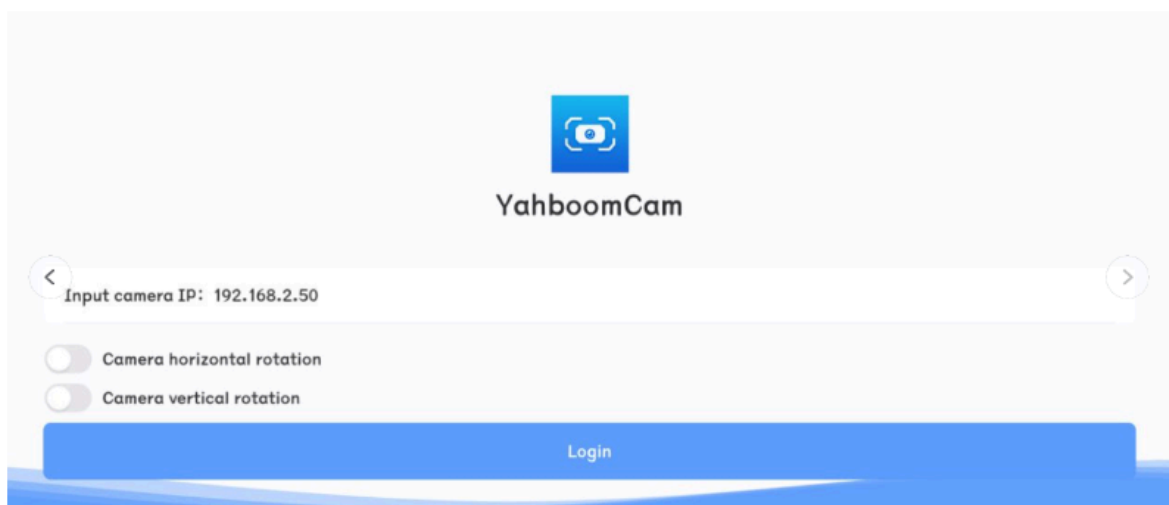 YahboomCam
Input camera IP: 192.168.2.50
Camera horizontal rotation
Camera vertical rotation
Login